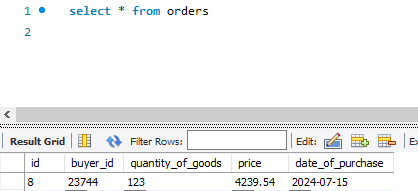 1 select * from orders
2
Result Grid Filter Rows: Edit:
id buyer_id quantity_of_goods price date_of_purchase
8 23744 123 4239.54 2024-07-15